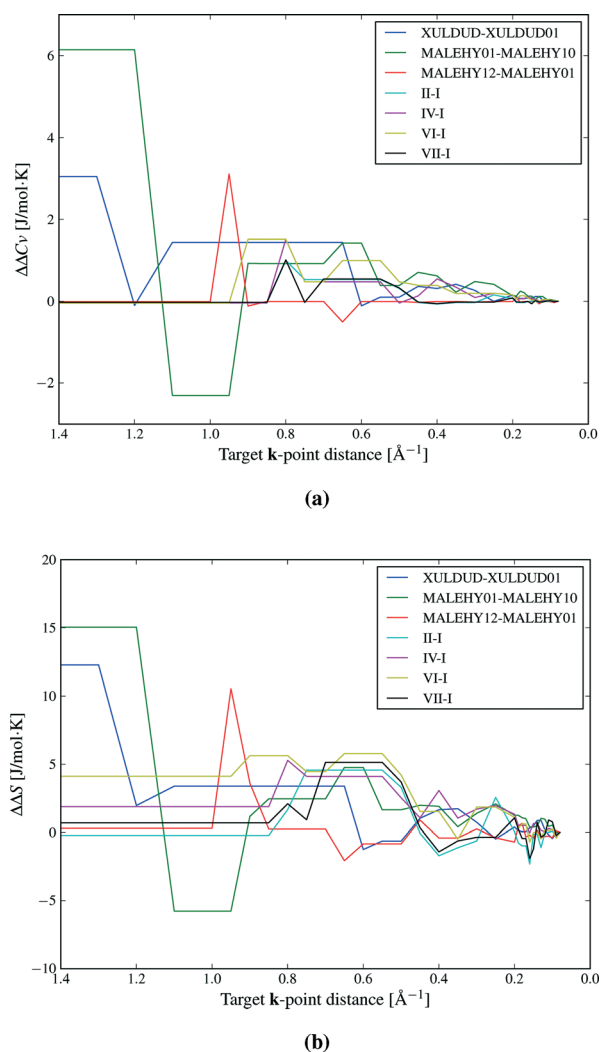 6
4
2
0
−2
ΔΔCv [J/mol·K]
XULDUD-XULDUD01
MALEHY01-MALEHY10
MALEHY12-MALEHY01
II-I
IV-I
VI-I
VII-I
1.4 1.2 1.0 0.8 0.6 0.4 0.2 0.0
Target k-point distance [Å⁻¹]
(a)
20
15
10
5
0
−5
−10
ΔΔS [J/mol·K]
XULDUD-XULDUD01
MALEHY01-MALEHY10
MALEHY12-MALEHY01
II-I
IV-I
VI-I
VII-I
1.4 1.2 1.0 0.8 0.6 0.4 0.2 0.0
Target k-point distance [Å⁻¹]
(b)